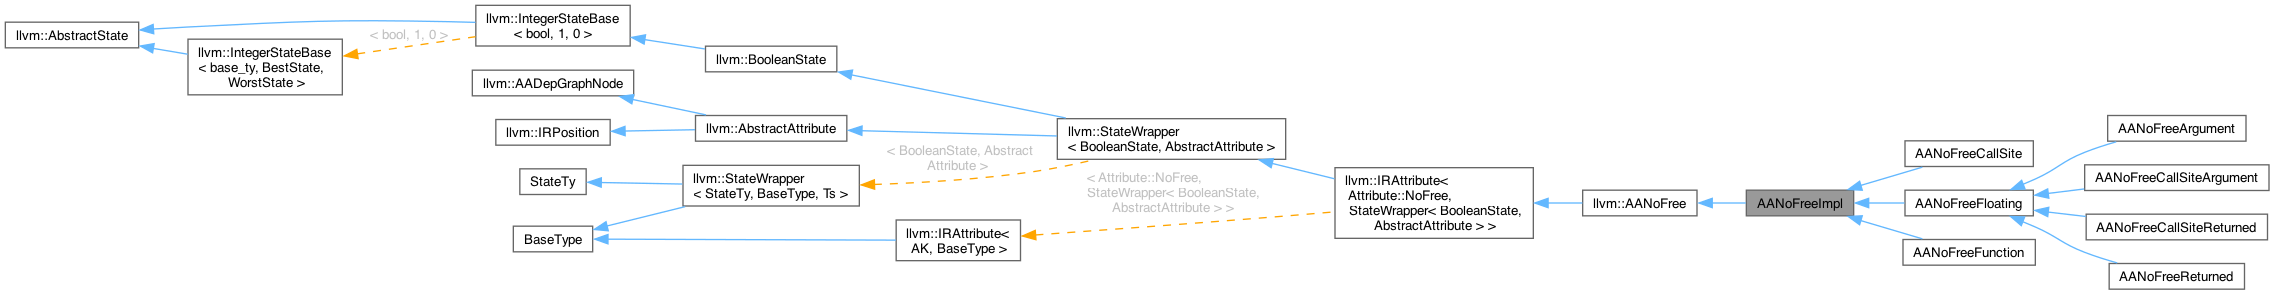 llvm::AbstractState
llvm::IntegerStateBase
< base_ty, BestState,
WorstState >
< bool, 1, 0 >
llvm::IntegerStateBase
< bool, 1, 0 >
llvm::AADepGraphNode
llvm::IRPosition
StateTy
BaseType
llvm::BooleanState
llvm::AbstractAttribute
llvm::StateWrapper
< StateTy, BaseType, Ts >
< BooleanState, Abstract
Attribute >
llvm::IRAttribute<
AK, BaseType >
llvm::StateWrapper
< BooleanState, AbstractAttribute >
< Attribute::NoFree,
StateWrapper< BooleanState,
AbstractAttribute > >
llvm::IRAttribute<
Attribute::NoFree,
StateWrapper< BooleanState,
AbstractAttribute > >
llvm::AANoFree
AANoFreeImpl
AANoFreeCallSite
AANoFreeFloating
AANoFreeFunction
AANoFreeArgument
AANoFreeCallSiteArgument
AANoFreeCallSiteReturned
AANoFreeReturned